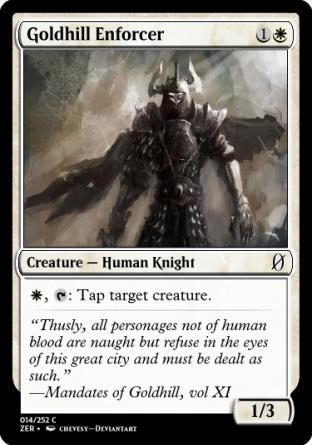 Goldhill Enforcer 1
Creature — Human Knight
: Tap target creature.
“Thusly, all personages not of human
blood are naught but refuse in the eyes
of this great city and must be dealt as
such.”
—Mandates of Goldhill, vol XI
014/252 C
ZER • CHEVESY—DEVIANTART
1/3